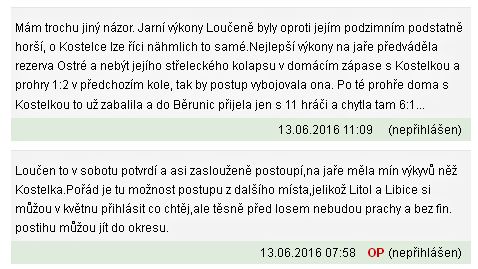 Mám trochu jiný názor. Jarní výkony Loučeně byly oproti jejím podzimním podstatně
horší, o Kostelce lze říci nähmlich to samé.Nejlepší výkony na jaře předváděla
rezerva Ostré a nebýt jejího střeleckého kolapsu v domácím zápase s Kostelkou a
prohry 1:2 v předchozím kole, tak by postup vybojovala ona. Po té prohře doma s
Kostelkou to už zabalila a do Běrunic přijela jen s 11 hráči a chytla tam 6:1...
13.06.2016 11:09 (nepřihlášen)
Loučen to v sobotu potvrdí a asi zaslouženě postoupí,na jaře měla mín výkyvů něž
Kostelka.Pořád je tu možnost postupu z dalšího místa,jelikož Litol a Libice si
můžou v květnu přihlásit co chtěj,ale těsně před losem nebudou prachy a bez fin.
postihu můžou jít do okresu.
13.06.2016 07:58 OP (nepřihlášen)